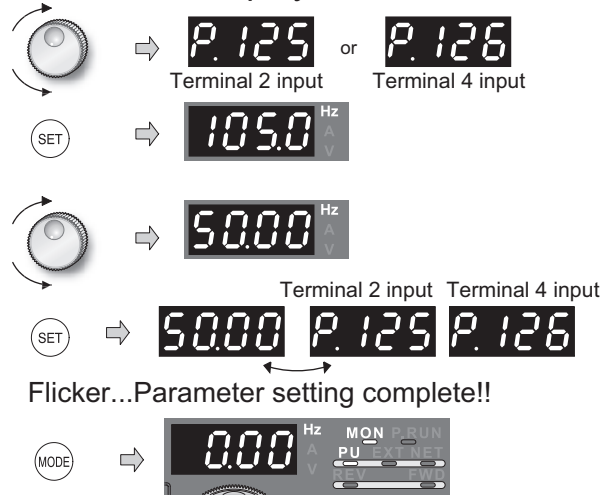 P. 125 or P. 126
Terminal 2 input Terminal 4 input
SET
105.0 Hz
A
V
50.00 Hz
A
V
Terminal 2 input Terminal 4 input
SET 50.00 P. 125 P. 126
Flicker...Parameter setting complete!!
MODE
0.00 Hz
A
V
MON P.RUN
PU EXT NET
REV FWD